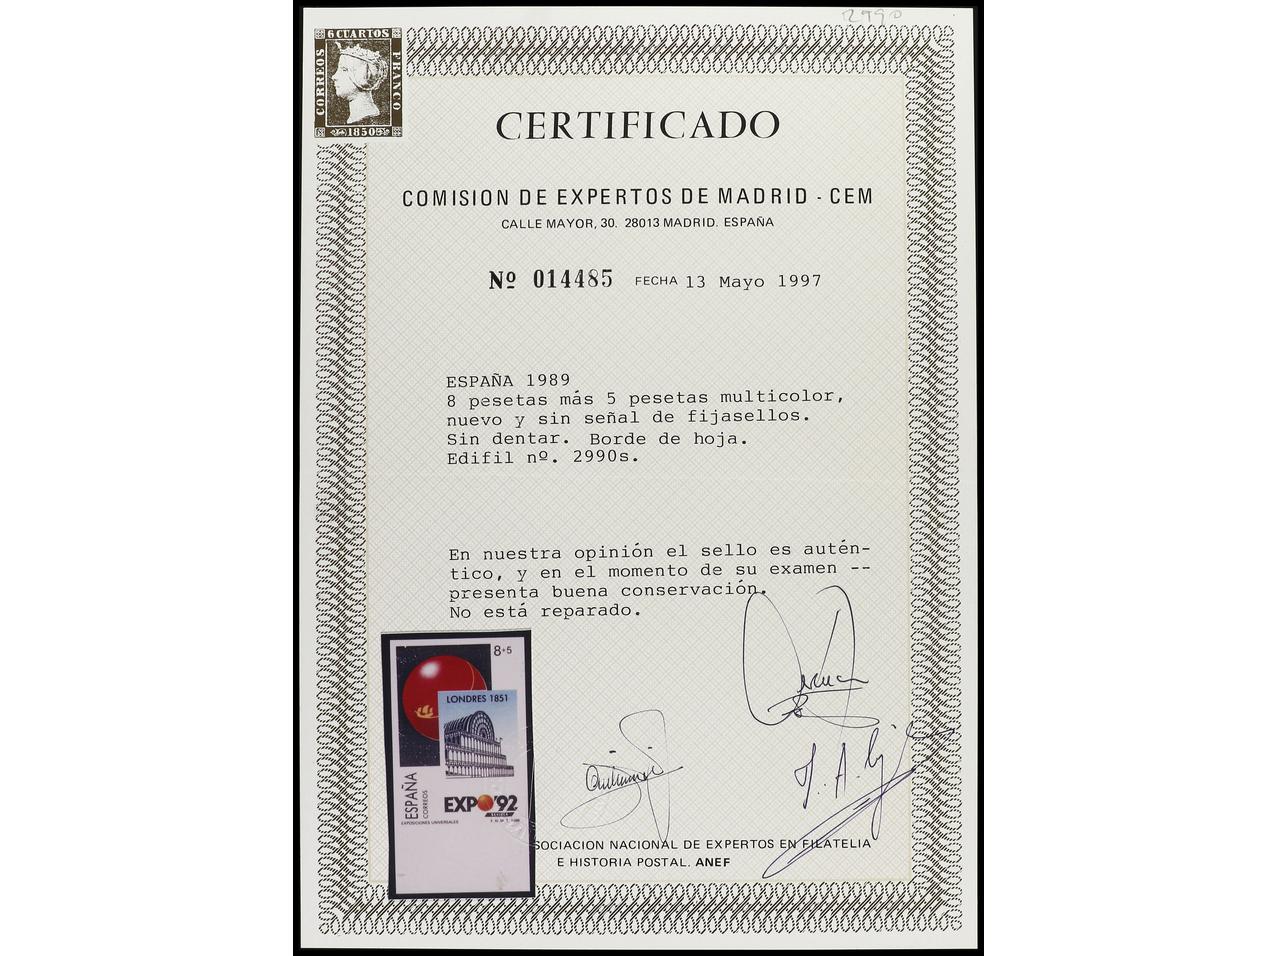 2990
6 CUARTOS
CORREOS
FRANCO
1850
CERTIFICADO
COMISION DE EXPERTOS DE MADRID - CEM
CALLE MAYOR, 30. 28013 MADRID. ESPAÑA
Nº 014485 FECHA 13 Mayo 1997
ESPAÑA 1989
8 pesetas más 5 pesetas multicolor,
nuevo y sin señal de fijasellos.
Sin dentar. Borde de hoja.
Edifil nº. 2990s.
En nuestra opinión el sello es autén-
tico, y en el momento de su examen --
presenta buena conservación.
No está reparado.
8+5
LONDRES 1851
ESPAÑA
CORREOS
EXPO'92
SEVILLA
EXPOSICIONES UNIVERSALES
SOCIACION NACIONAL DE EXPERTOS EN FILATELIA
E HISTORIA POSTAL. ANEF